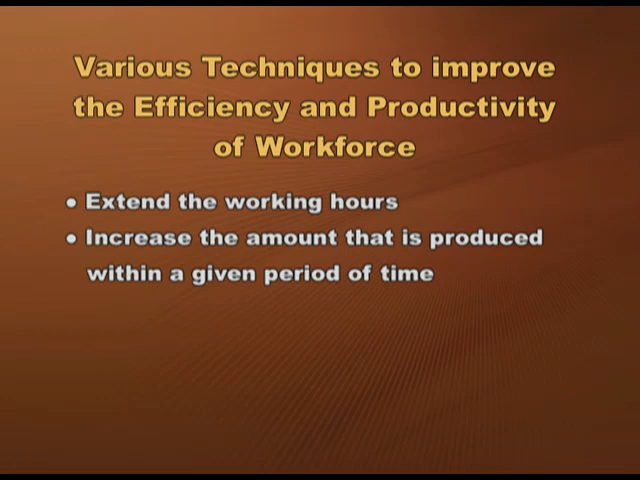 Various Techniques to improve
the Efficiency and Productivity
of Workforce
• Extend the working hours
• Increase the amount that is produced
within a given period of time